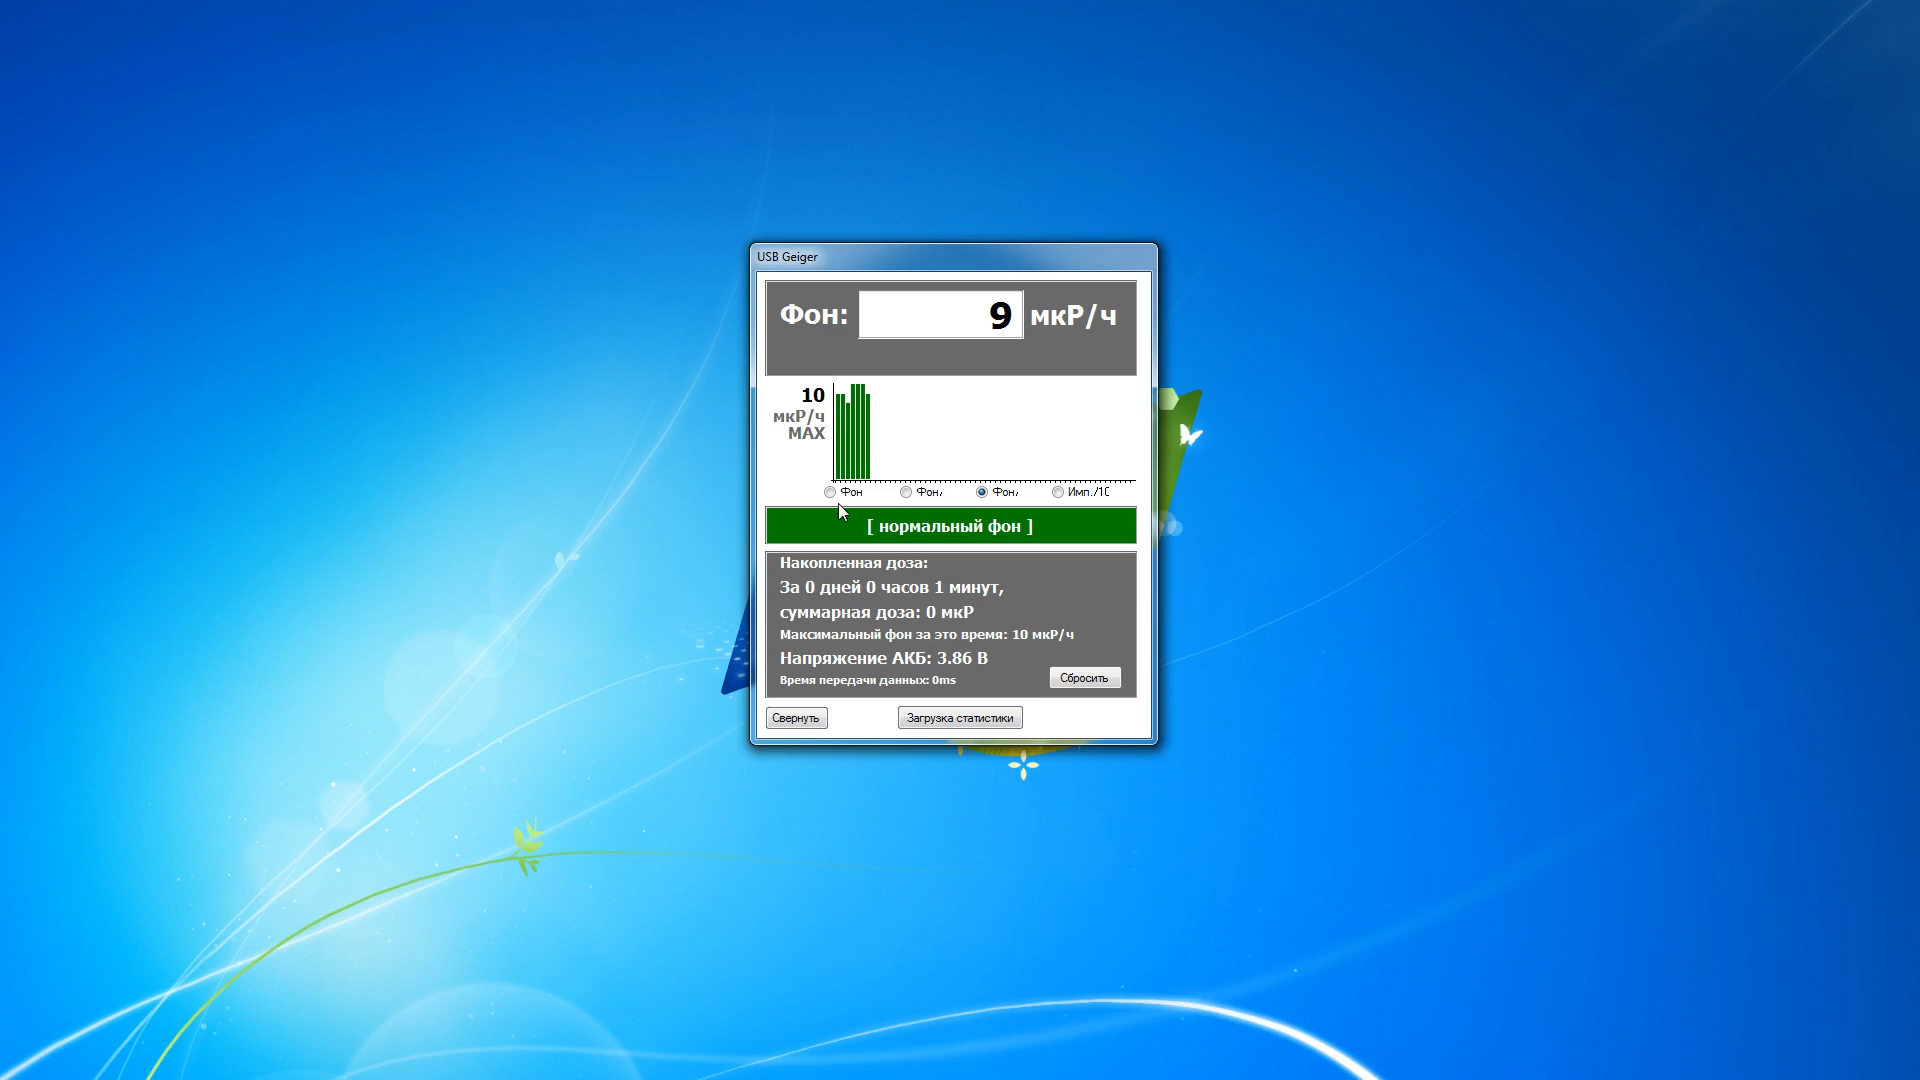 USB Geiger
Фон: 9 мкР/ч
10
мкР/ч
MAX
Фон Фон, Фон, Имп./10
[ нормальный фон ]
Накопленная доза:
За 0 дней 0 часов 1 минут,
суммарная доза: 0 мкР
Максимальный фон за это время: 10 мкР/ч
Напряжение АКБ: 3.86 В
Время передачи данных: 0ms
Сбросить
Свернуть Загрузка статистики